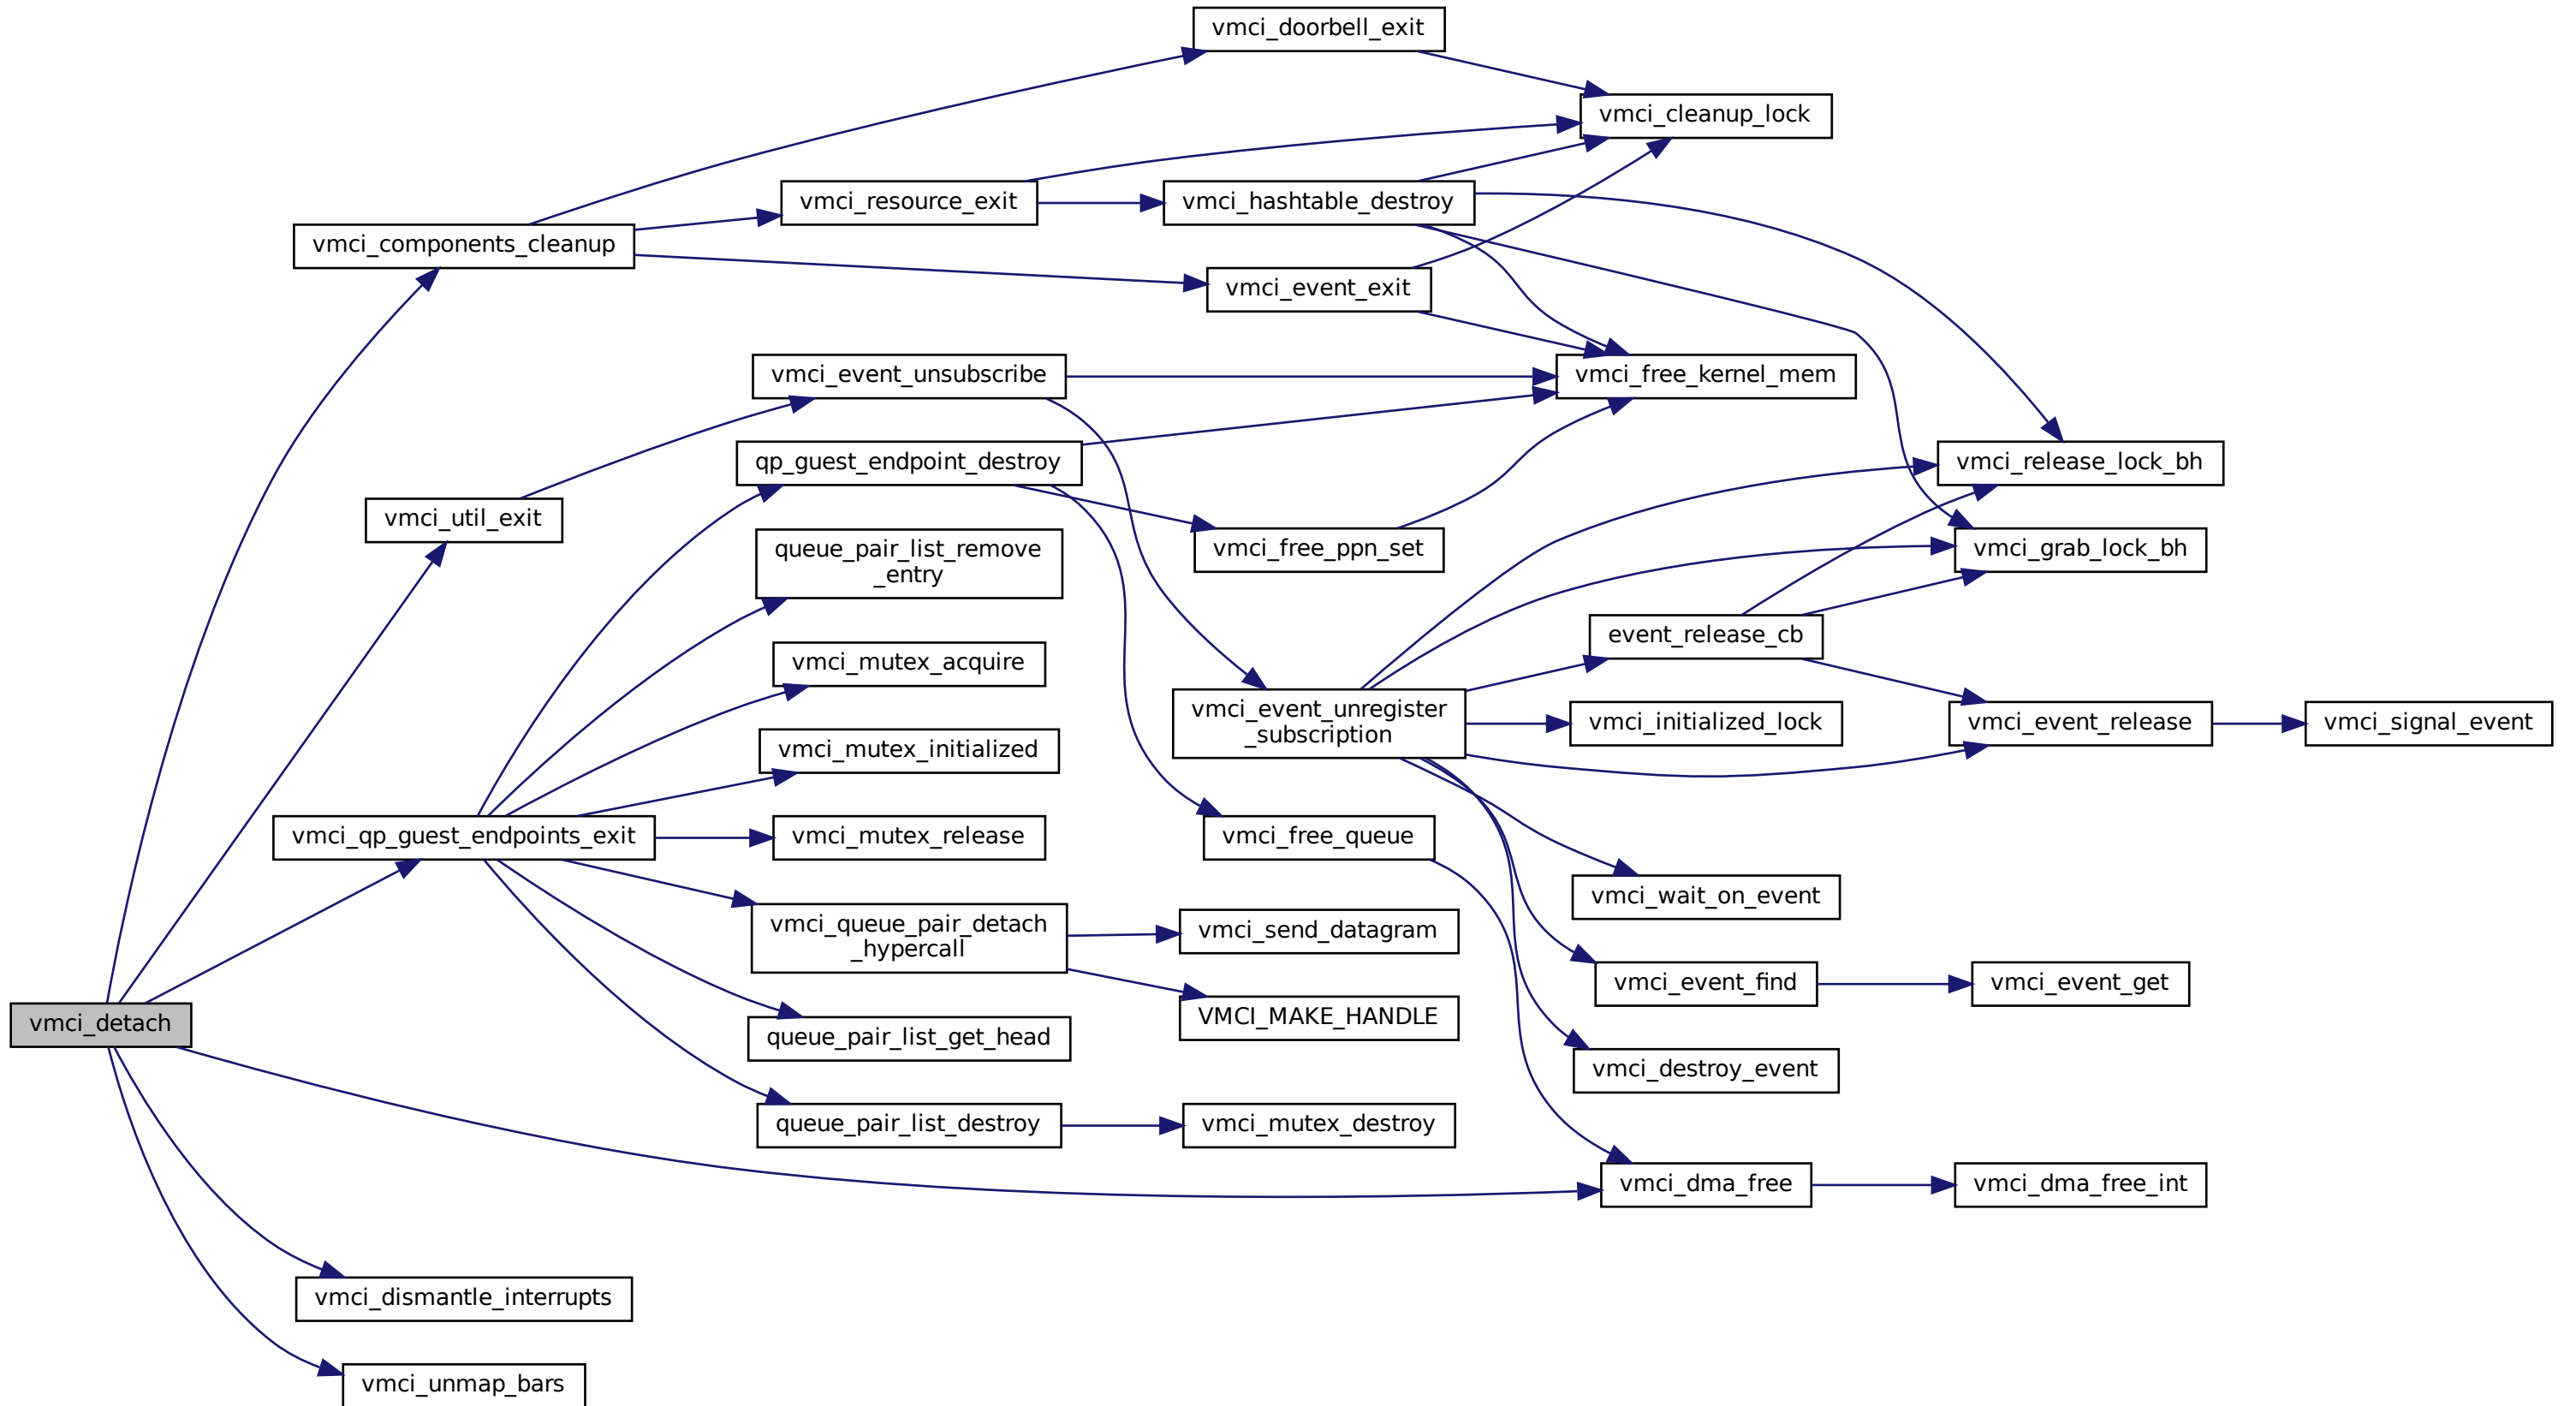 vmci_doorbell_exit
vmci_cleanup_lock
vmci_resource_exit
vmci_hashtable_destroy
vmci_components_cleanup
vmci_event_exit
vmci_event_unsubscribe
vmci_free_kernel_mem
qp_guest_endpoint_destroy
vmci_release_lock_bh
vmci_util_exit
queue_pair_list_remove
_entry
vmci_free_ppn_set
vmci_grab_lock_bh
vmci_mutex_acquire
event_release_cb
vmci_event_unregister
_subscription
vmci_initialized_lock
vmci_event_release
vmci_signal_event
vmci_mutex_initialized
vmci_qp_guest_endpoints_exit
vmci_mutex_release
vmci_free_queue
vmci_wait_on_event
vmci_queue_pair_detach
_hypercall
vmci_send_datagram
vmci_event_find
vmci_event_get
vmci_detach
VMCI_MAKE_HANDLE
queue_pair_list_get_head
vmci_destroy_event
queue_pair_list_destroy
vmci_mutex_destroy
vmci_dma_free
vmci_dma_free_int
vmci_dismantle_interrupts
vmci_unmap_bars